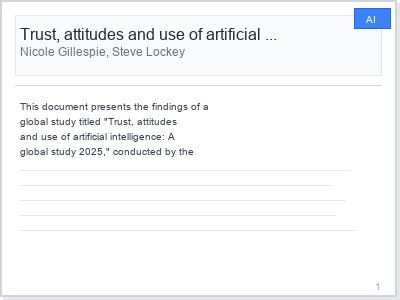 AI
Trust, attitudes and use of artificial ...
Nicole Gillespie, Steve Lockey
This document presents the findings of a
global study titled "Trust, attitudes
and use of artificial intelligence: A
global study 2025," conducted by the
1